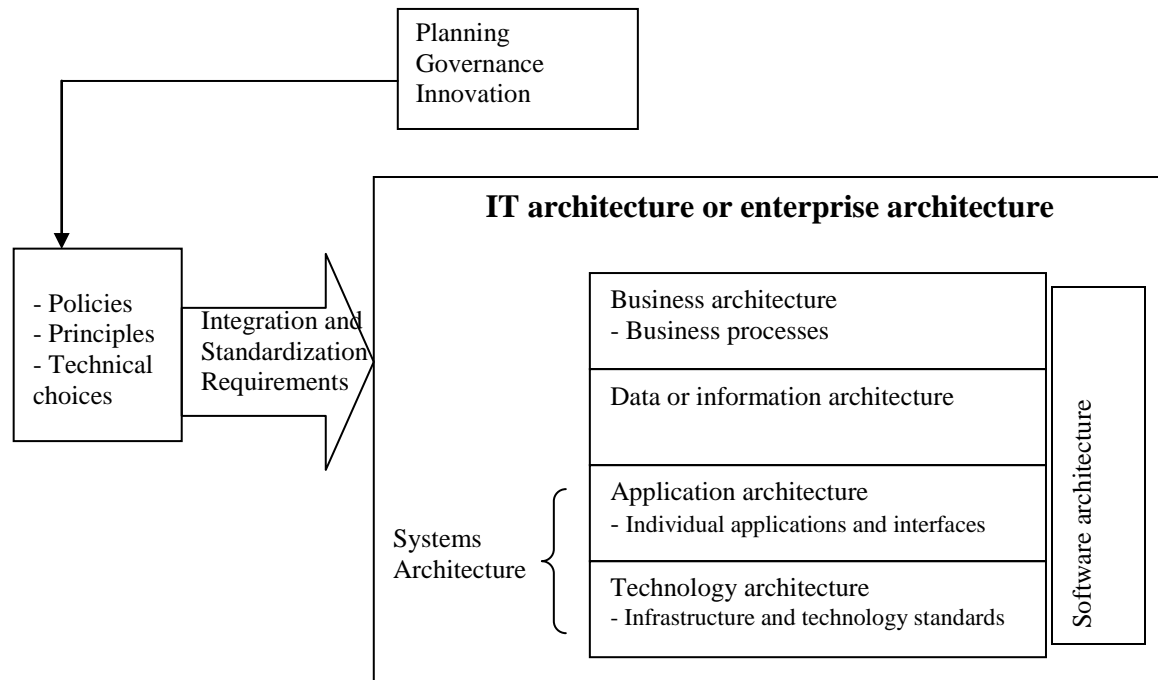 Planning
Governance
Innovation
IT architecture or enterprise architecture
- Policies
- Principles
- Technical
choices
Integration and
Standardization
Requirements
Business architecture
- Business processes
Data or information architecture
Application architecture
- Individual applications and interfaces
Technology architecture
- Infrastructure and technology standards
Systems
Architecture
Software architecture